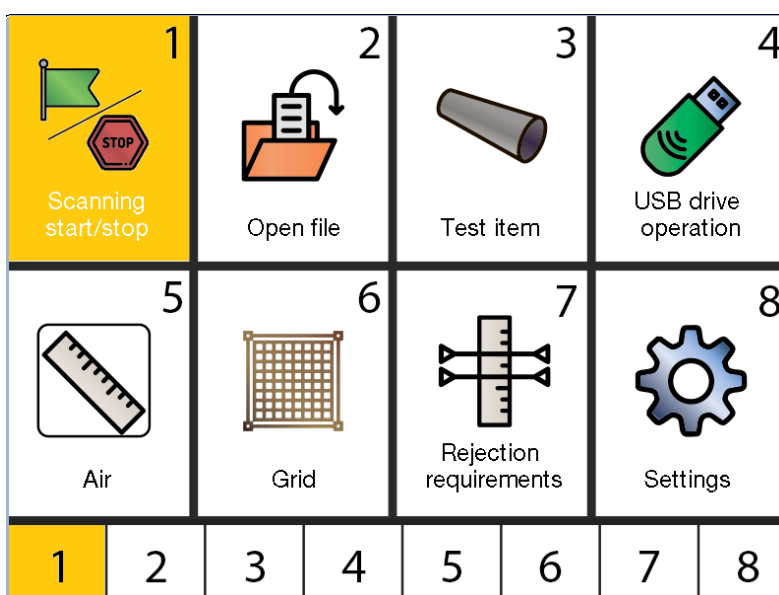 1
2
3
4
STOP
Scanning
start/stop
Open file
Test item
USB drive
operation
5
6
7
8
Air
Grid
Rejection
requirements
Settings
1 2 3 4 5 6 7 8